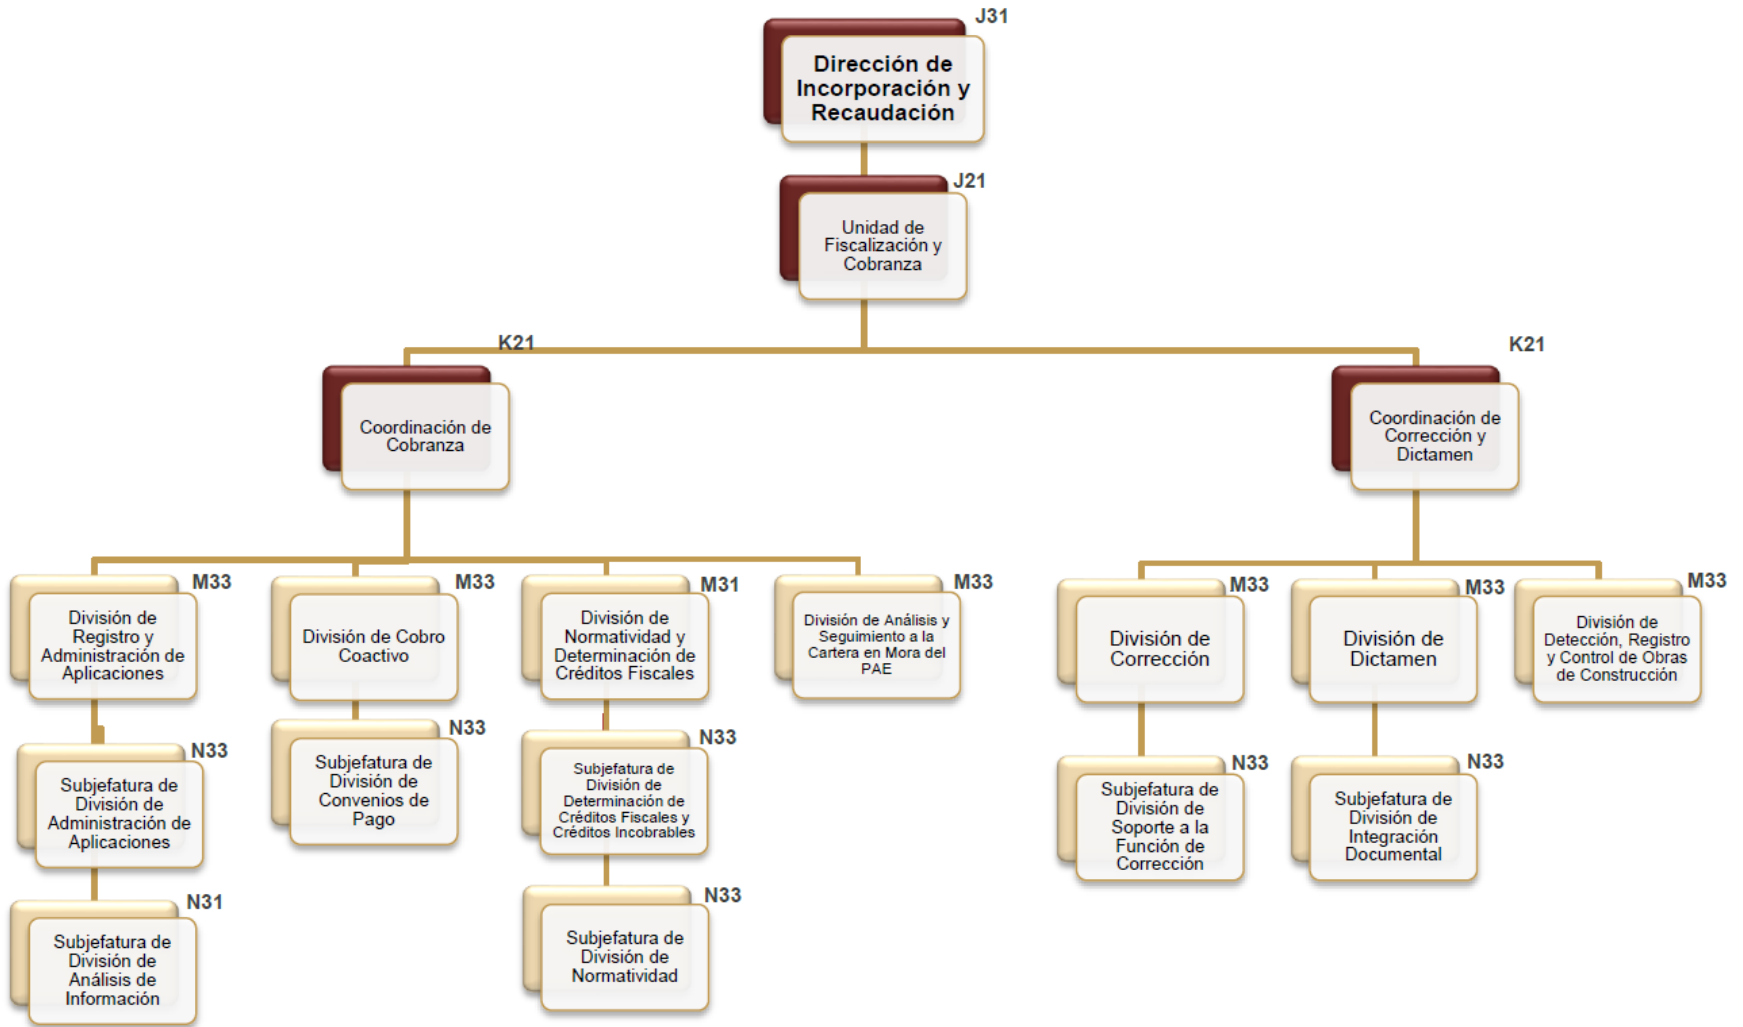 J31
Dirección de
Incorporación y
Recaudación
J21
Unidad de
Fiscalización y
Cobranza
K21
Coordinación de
Cobranza
K21
Coordinación de
Corrección y
Dictamen
M33
División de
Registro y
Administración de
Aplicaciones
M33
División de Cobro
Coactivo
M31
División de
Normatividad y
Determinación de
Créditos Fiscales
M33
División de Análisis y
Seguimiento a la
Cartera en Mora del
PAE
M33
División de
Corrección
M33
División de
Dictamen
M33
División de
Detección, Registro
y Control de Obras
de Construcción
N33
Subjefatura de
División de
Administración de
Aplicaciones
N33
Subjefatura de
División de
Convenios de
Pago
N33
Subjefatura de
División de
Determinación de
Créditos Fiscales y
Créditos Incobrables
N33
Subjefatura de
División de
Soporte a la
Función de
Corrección
N33
Subjefatura de
División de
Integración
Documental
N31
Subjefatura de
División de
Análisis de
Información
N33
Subjefatura de
División de
Normatividad